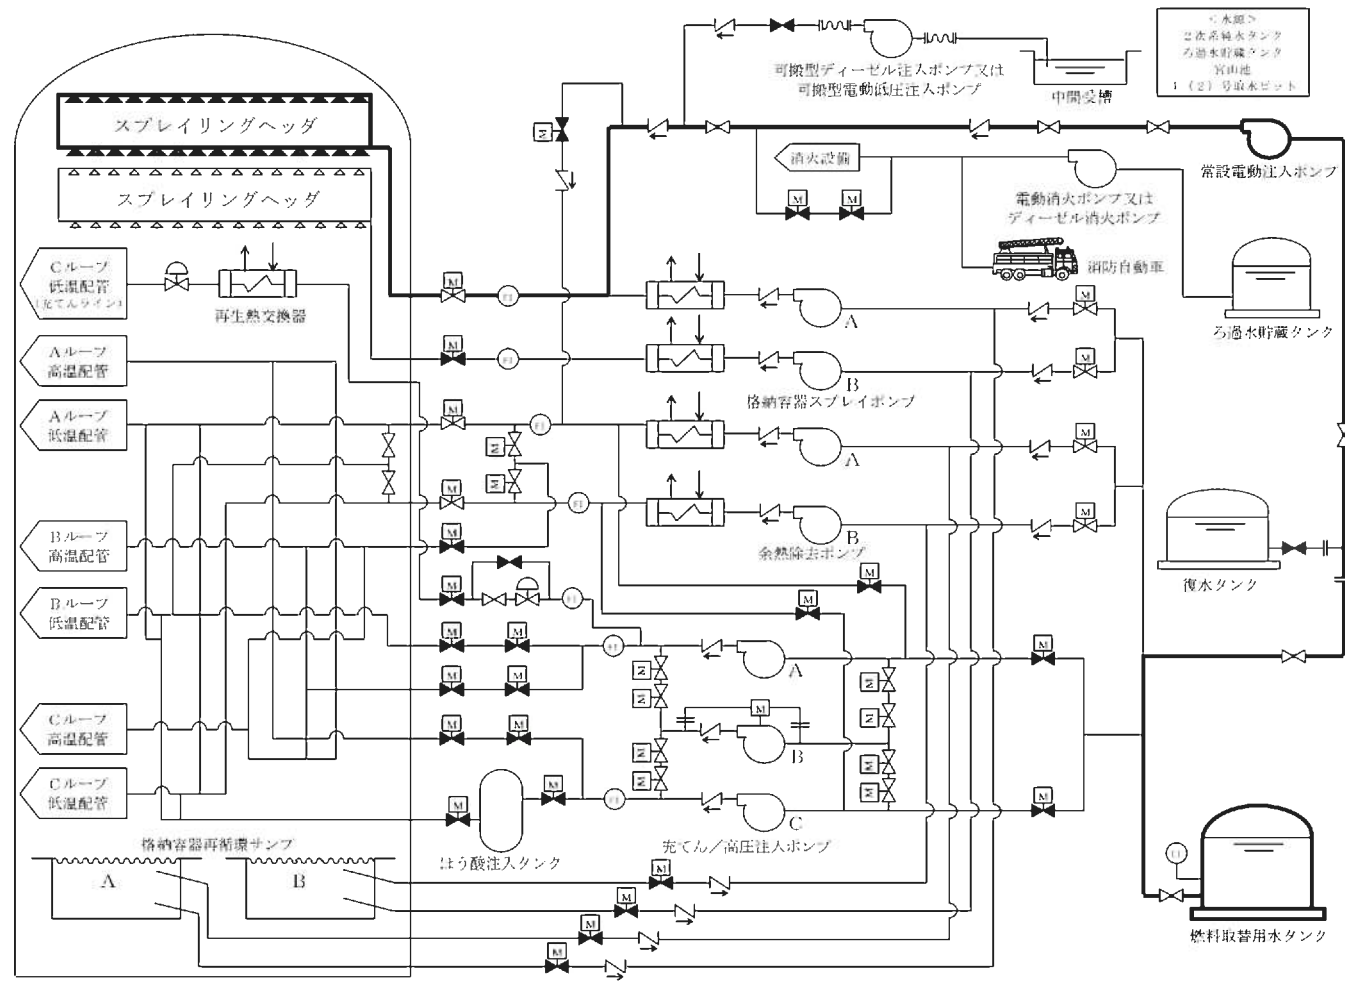 ＜水源＞
2次系純水タンク
ろ過水貯蔵タンク
宮山池
1（2）号取水ピット
可搬型ディーゼル注入ポンプ又は
可搬型電動低圧注入ポンプ
中間受槽
スプレイリングヘッダ
M
消火設備
常設電動注入ポンプ
スプレイリングヘッダ
M
M
電動消火ポンプ又は
ディーゼル消火ポンプ
消防自動車
Cループ
低温配管
（充てんライン）
再生熱交換器
M
A
M
ろ過水貯蔵タンク
Aループ
高温配管
M
B
M
格納容器スプレイポンプ
Aループ
低温配管
M
M
M
A
M
M
B
M
余熱除去ポンプ
Bループ
高温配管
M
復水タンク
M
M
M
Bループ
低温配管
M
M
M
A
M
M
M
M
M
M
M
B
Cループ
高温配管
M
M
M
M
M
M
Cループ
低温配管
M
M
C
M
ほう酸注入タンク
充てん／高圧注入ポンプ
格納容器再循環サンプ
A
B
M
M
M
M
燃料取替用水タンク